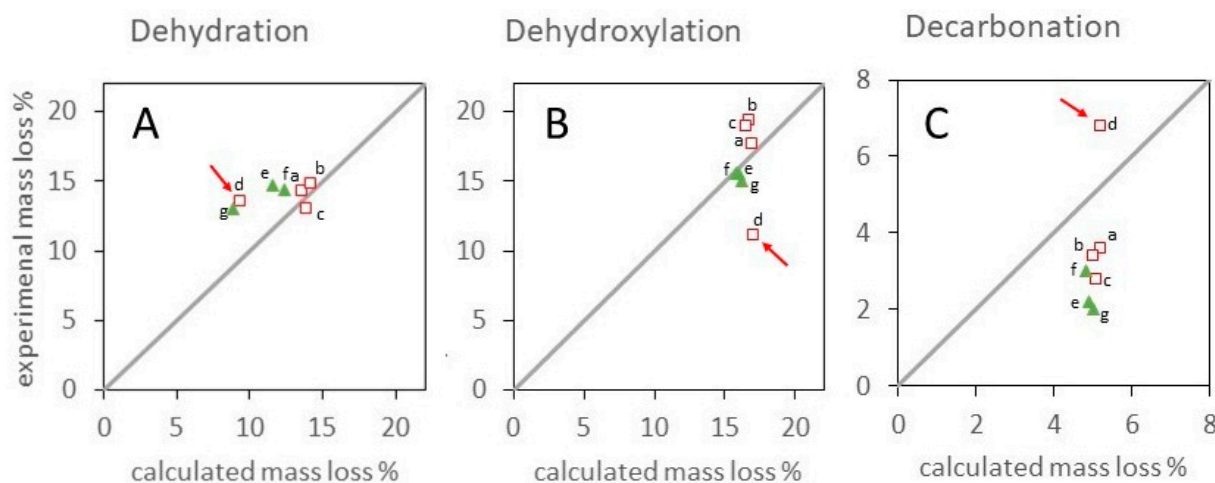 Dehydration
Dehydroxylation
Decarbonation
experimenal mass loss %
20
15
10
5
0
A
d
g
e
f
a
b
c
0 5 10 15 20
calculated mass loss %
20
15
10
5
0
B
b
c
a
f
e
g
d
0 5 10 15 20
calculated mass loss %
8
6
4
2
0
C
d
a
b
f
c
e
g
0 2 4 6 8
calculated mass loss %